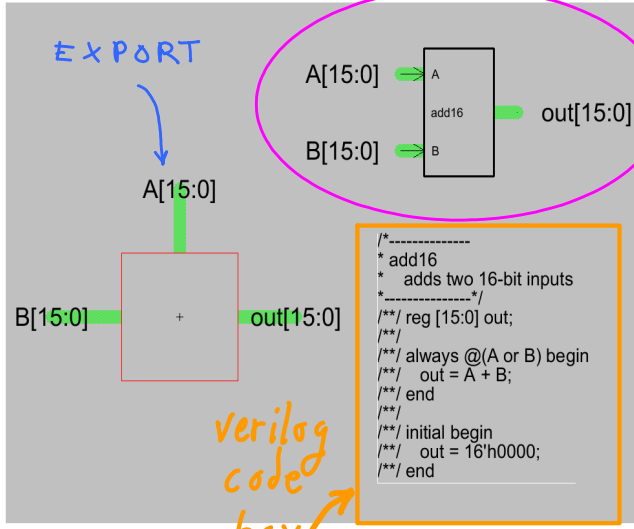 EXPORT
A[15:0]
A
add16
out[15:0]
B[15:0]
B
A[15:0]
B[15:0]
+
out[15:0]
/*--------------
* add16
*    adds two 16-bit inputs
*---------------*/
/**/ reg [15:0] out;
/**/
/**/ always @(A or B) begin
/**/   out = A + B;
/**/ end
/**/
/**/ initial begin
/**/   out = 16'h0000;
/**/ end
verilog
code
box